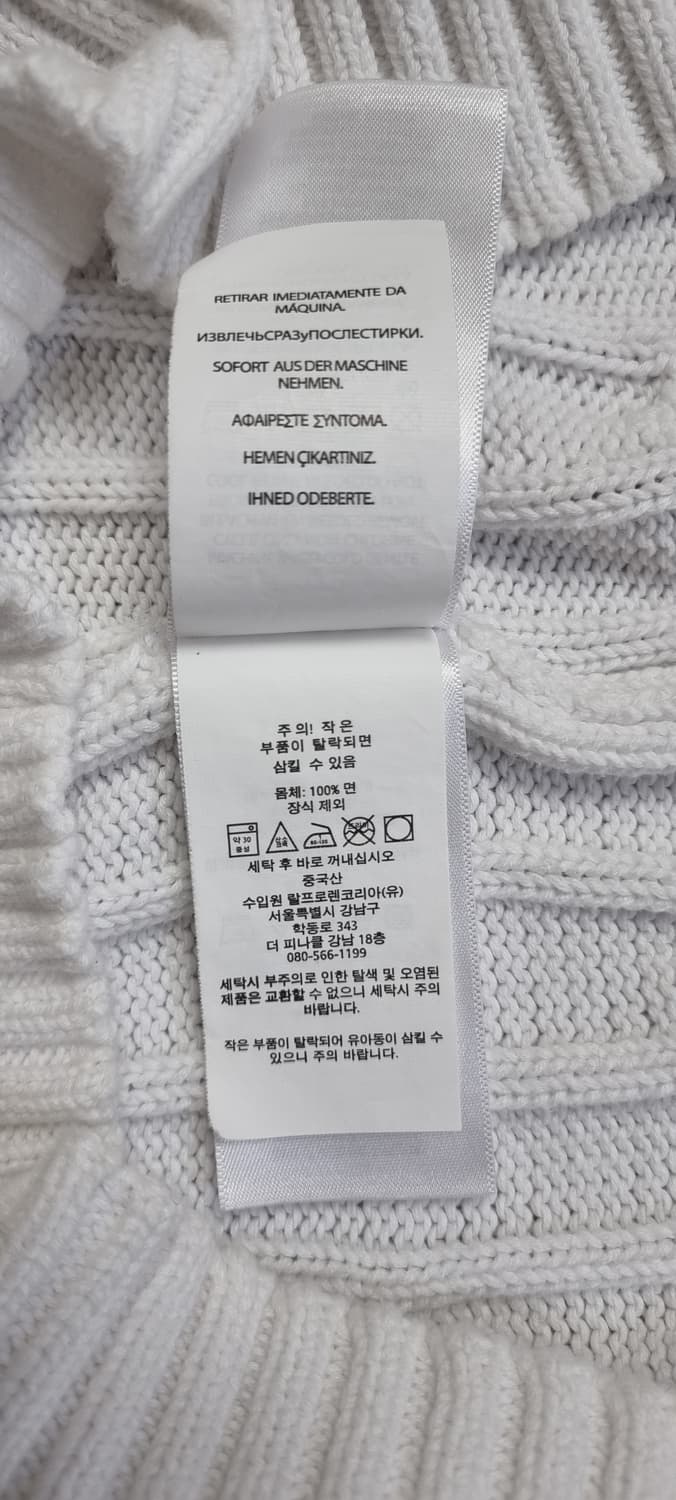 RETIRAR IMEDIATAMENTE DA
MÁQUINA.
ИЗВЛЕЧЬСРАЗуПОСЛЕСТИРКИ.
SOFORT AUS DER MASCHINE
NEHMEN.
ΑΦΑΙΡΕΣΤΕ ΣΥΝΤΟΜΑ.
HEMEN ÇIKARTINIZ.
IHNED ODEBERTE.
주의! 작은
부품이 탈락되면
삼킬 수 있음
몸체: 100% 면
장식 제외
약 30
중성
80-120
세탁 후 바로 꺼내십시오
중국산
수입원 랄프로렌코리아(유)
서울특별시 강남구
학동로 343
더 피나클 강남 18층
080-566-1199
세탁시 부주의로 인한 탈색 및 오염된
제품은 교환할 수 없으니 세탁시 주의
바랍니다.
작은 부품이 탈락되어 유아동이 삼킬 수
있으니 주의 바랍니다.